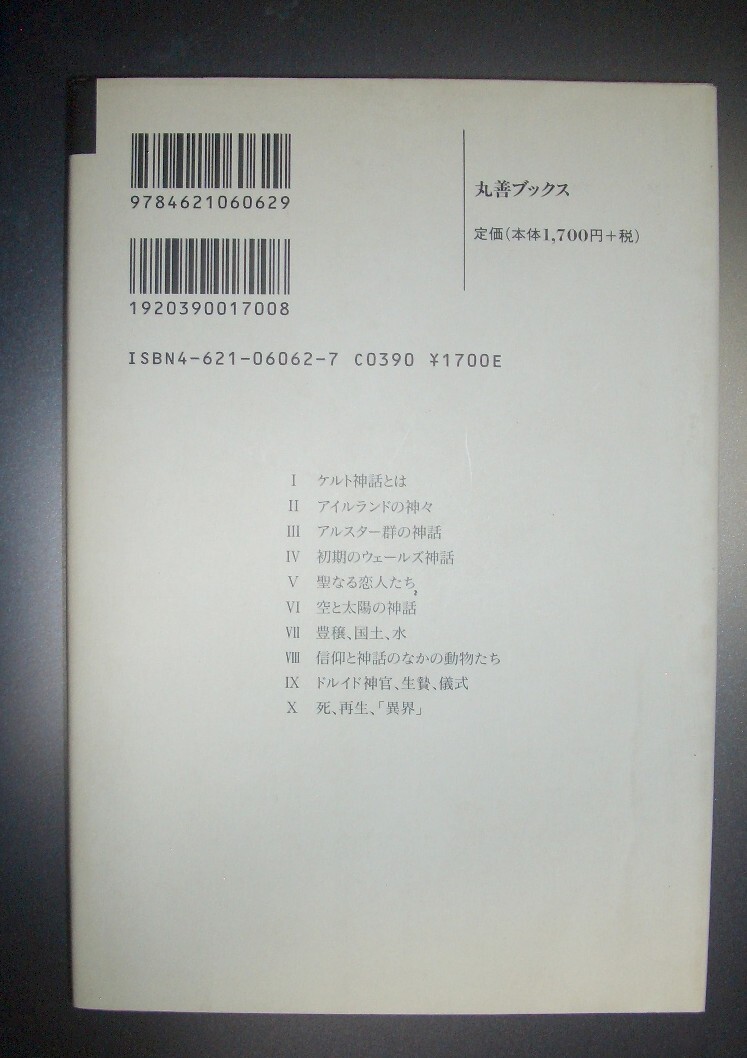 9784621060629
1920390017008
ISBN4-621-06062-7 C0390 ¥1700E
丸善ブックス
定価(本体1,700円+税)
I ケルト神話とは
II アイルランドの神々
III アルスター群の神話
IV 初期のウェールズ神話
V 聖なる恋人たち
VI 空と太陽の神話
VII 豊穣、国土、水
VIII 信仰と神話のなかの動物たち
IX ドルイド神官、生贄、儀式
X 死、再生、「異界」